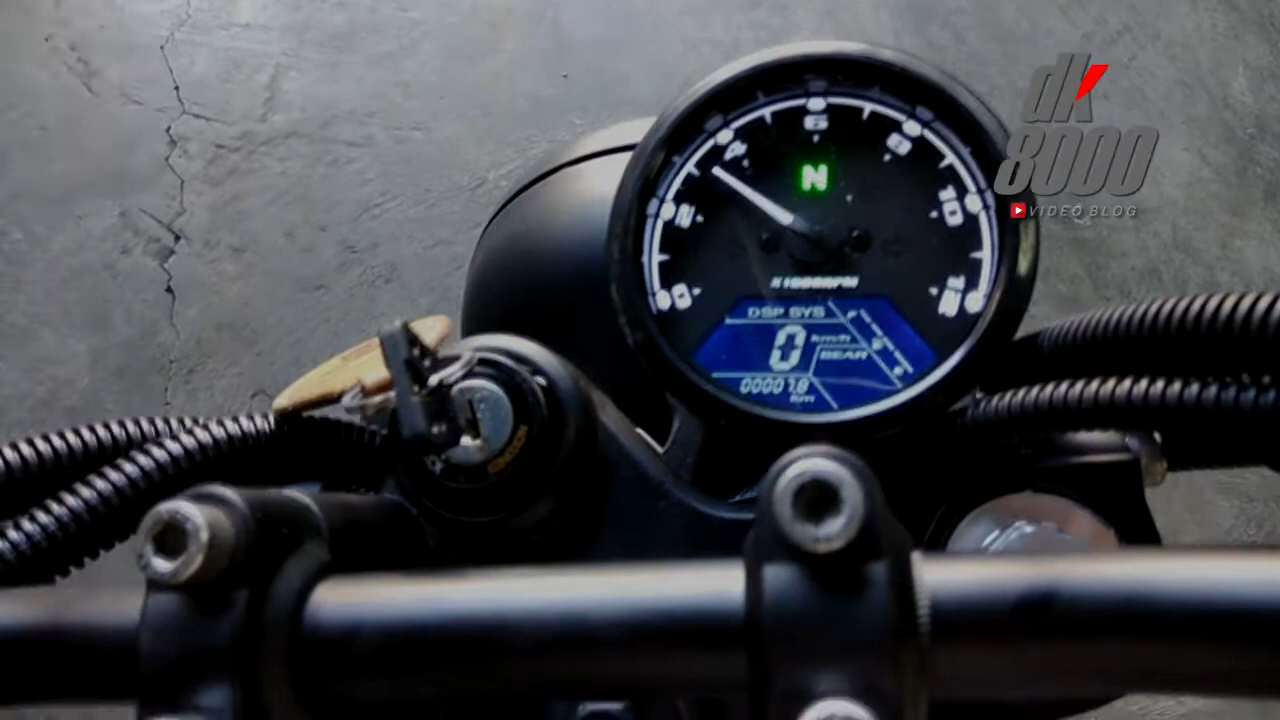 dk
8000
VIDEO BLOG
6
4
8
N
2
10
0
12
X1000RPM
DSP SYS
0 km/h
GEAR
000018
km
IGNITION